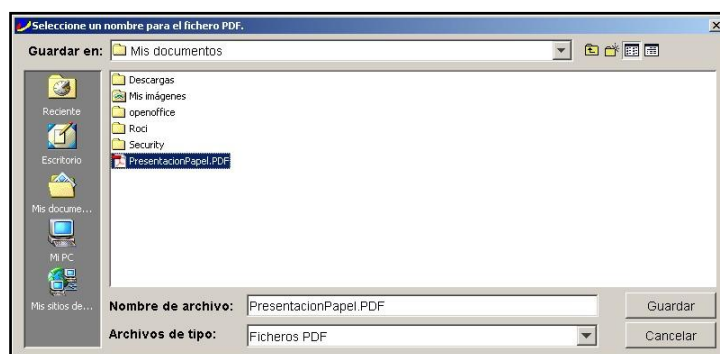 Seleccione un nombre para el fichero PDF.
Guardar en:
Mis documentos
Reciente
Escritorio
Mis docume...
Mi PC
Mis sitios de...
Descargas
Mis imágenes
openoffice
Roci
Security
PresentacionPapel.PDF
Nombre de archivo:
PresentacionPapel.PDF
Guardar
Archivos de tipo:
Ficheros PDF
Cancelar